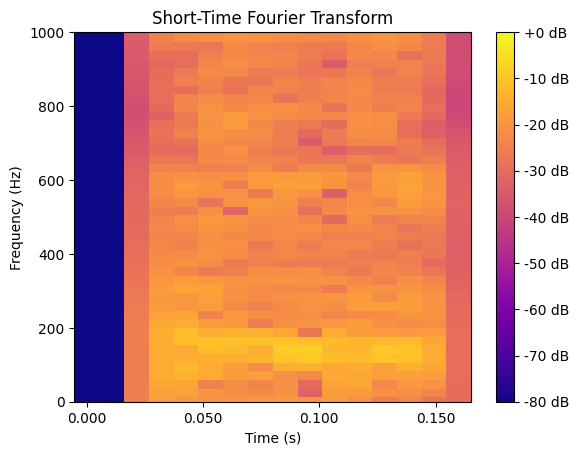 Short-Time Fourier Transform
1000
800
600
400
200
0
Frequency (Hz)
0.000
0.050
0.100
0.150
Time (s)
+0 dB
-10 dB
-20 dB
-30 dB
-40 dB
-50 dB
-60 dB
-70 dB
-80 dB